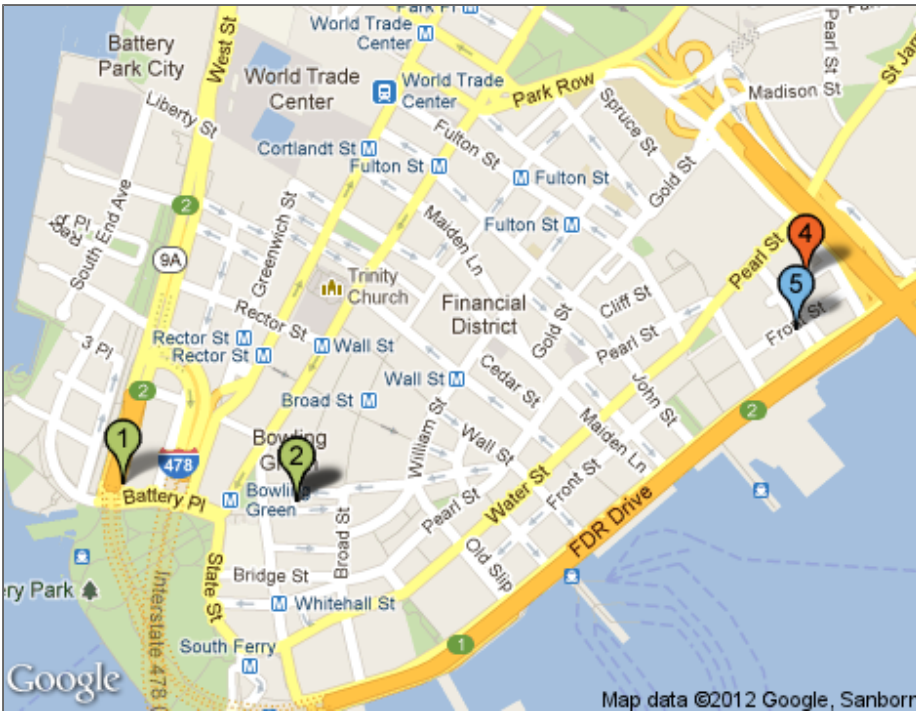 Park Pl
World Trade
Center
Pearl St
St Jam
Battery
Park City
West St
World Trade
Center
World Trade
Center
Park Row
Madison St
Liberty St
Spruce St
Fulton St
Cortlandt St
Fulton St
Fulton St
Gold St
2
South End Ave
Greenwich St
Maiden Ln
Fulton St
Pearl St
4
9A
Trinity
Church
5
Rector St
Financial
District
Cliff St
Front St
Gold St
3 Pl
Rector St
Rector St
Wall St
Pearl St
Cedar St
John St
2
Wall St
Broad St
2
William St
Maiden Ln
1
478
Bowling
Green
2
Wall St
Battery Pl
Bowling
Green
Water St
Front St
Pearl St
Broad St
FDR Drive
State St
Bridge St
Old Slip
ery Park
Interstate 478
Whitehall St
South Ferry
1
Google
Map data ©2012 Google, Sanborn